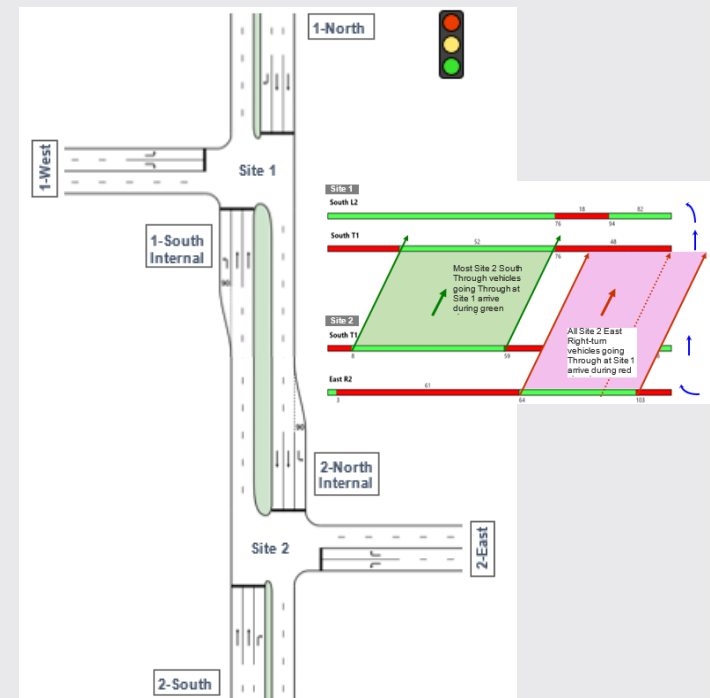 1-North
1-West
Site 1
1-South
Internal
90
Site 1
South L2
18
82
76
94
South T1
52
48
76
Most Site 2 South
Through vehicles
going Through at
Site 1 arrive
during green
Site 2
South T1
6
59
All Site 2 East
Right-turn
vehicles going
Through at Site 1
arrive during red
East R2
61
3
64
103
90
2-North
Internal
Site 2
2-East
2-South